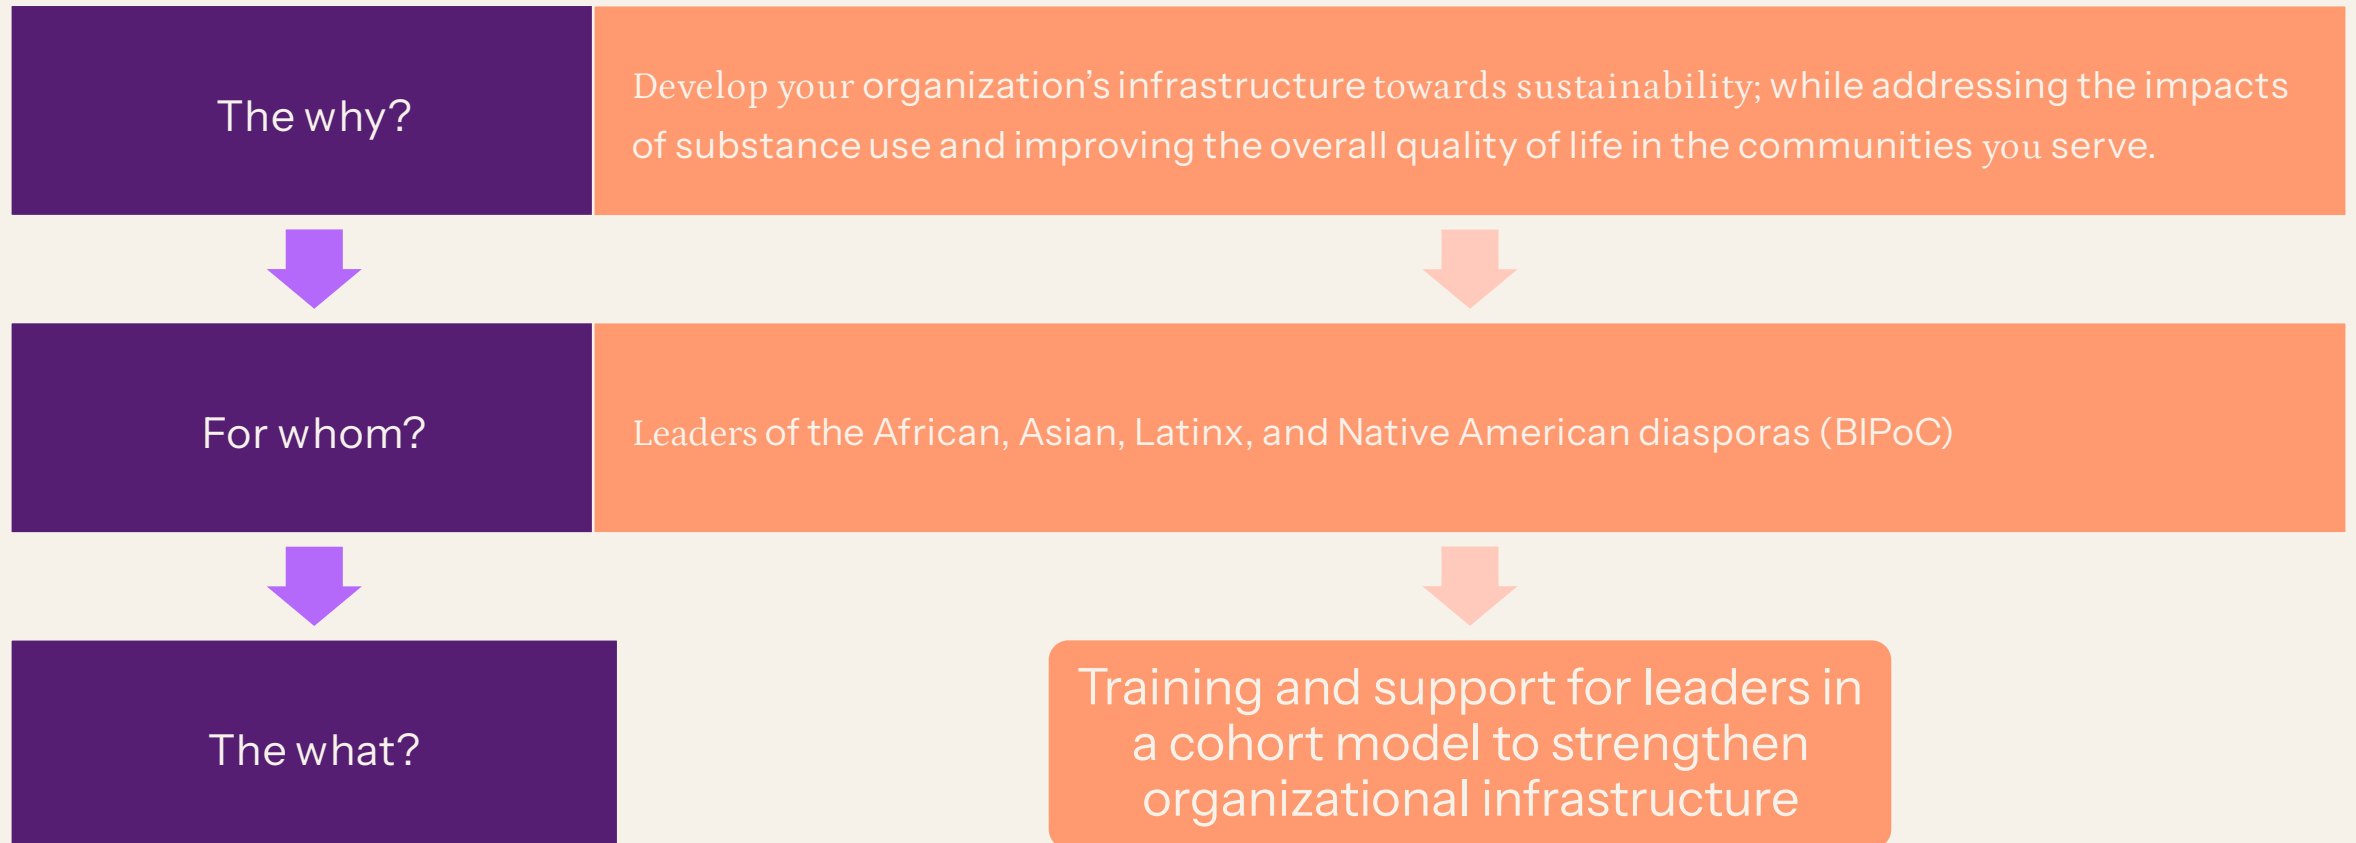 The why?
Develop your organization’s infrastructure towards sustainability; while addressing the impacts
of substance use and improving the overall quality of life in the communities you serve.
For whom?
Leaders of the African, Asian, Latinx, and Native American diasporas (BIPoC)
The what?
Training and support for leaders in
a cohort model to strengthen
organizational infrastructure